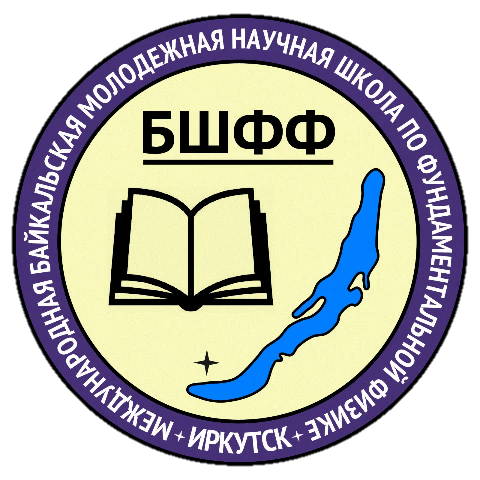 МЕЖДУНАРОДНАЯ БАЙКАЛЬСКАЯ МОЛОДЕЖНАЯ НАУЧНАЯ ШКОЛА ПО ФУНДАМЕНТАЛЬНОЙ ФИЗИКЕ
БШФФ
ИРКУТСК